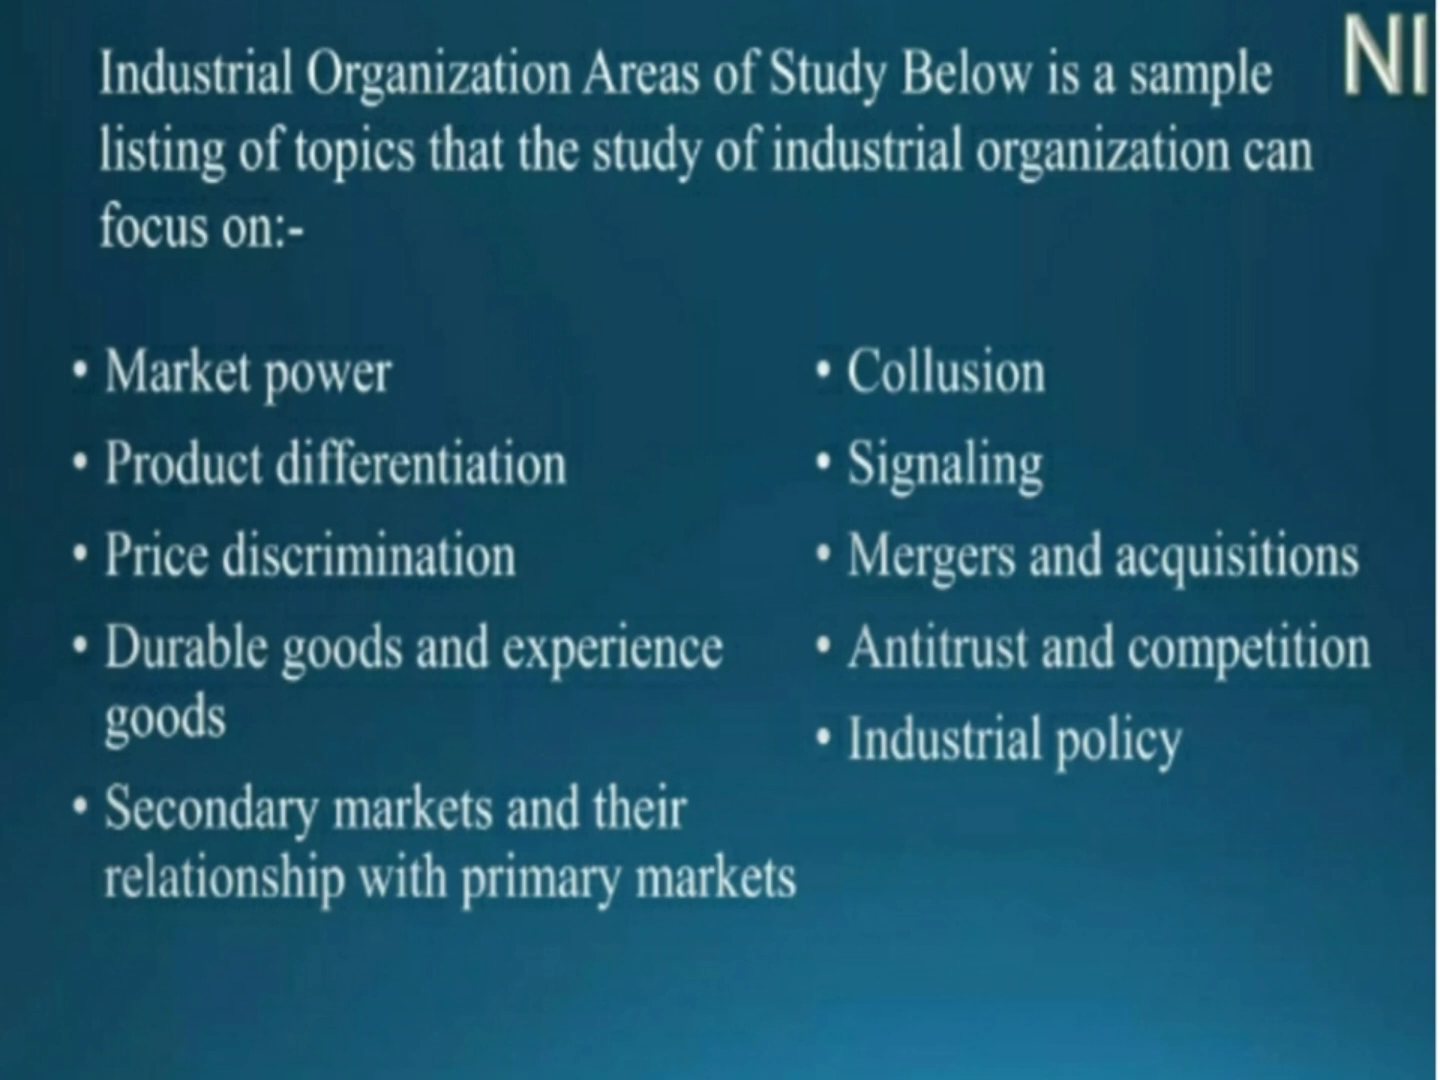 Industrial Organization Areas of Study Below is a sample
listing of topics that the study of industrial organization can
focus on:-
NI
• Market power
• Product differentiation
• Price discrimination
• Durable goods and experience
goods
• Secondary markets and their
relationship with primary markets
• Collusion
• Signaling
• Mergers and acquisitions
• Antitrust and competition
• Industrial policy